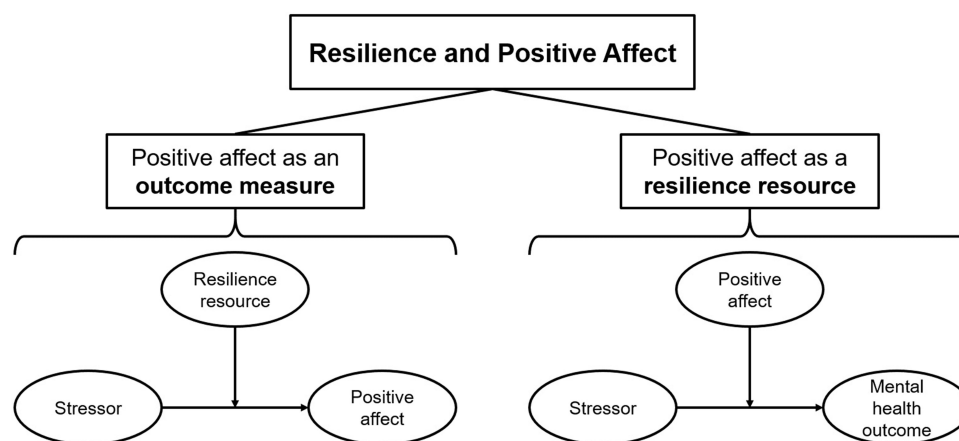 Resilience and Positive Affect
Positive affect as an
outcome measure
Positive affect as a
resilience resource
Resilience
resource
Stressor
Positive
affect
Positive
affect
Stressor
Mental
health
outcome